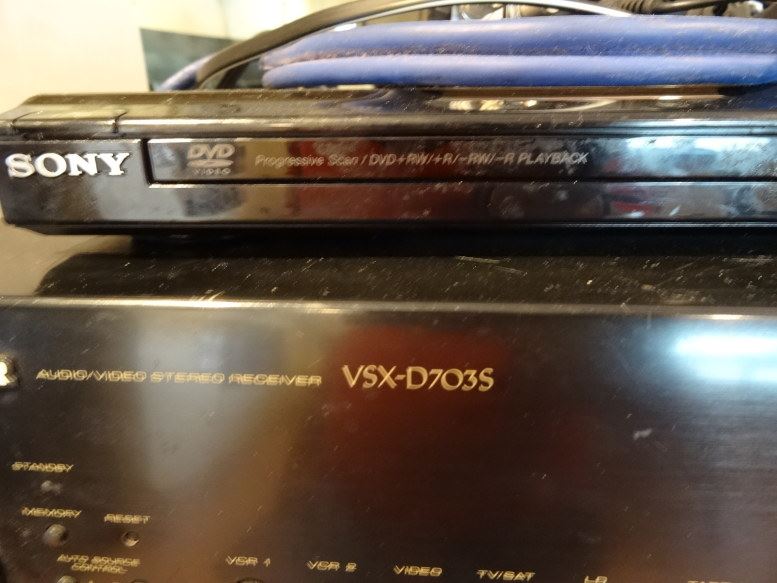 SONY
DVD
VIDEO
Progressive Scan / DVD+RW/+R/-RW/-R PLAYBACK
R AUDIO/VIDEO STEREO RECEIVER VSX-D703S
STANDBY
MEMORY RESET
AUTO SOURCE
CONTROL
VCR 1 VCR 2 VIDEO TV/SAT LD